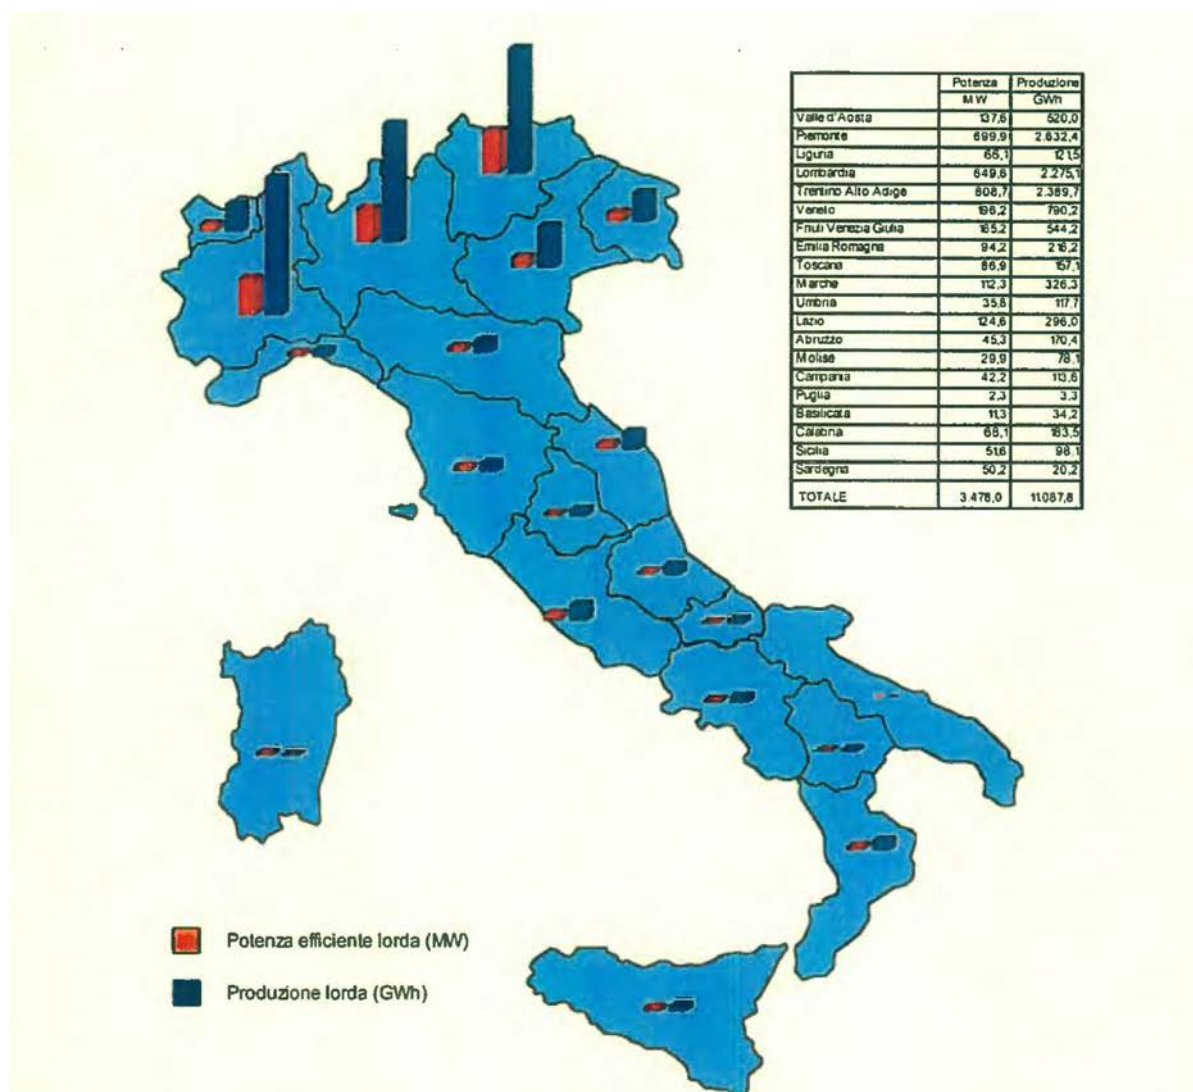 Potenza Produzione
MW GWh
Valle d'Aosta 137,6 520,0
Piemonte 699,9 2.632,4
Liguria 66,1 121,5
Lombardia 649,6 2.275,1
Trentino Alto Adige 808,7 2.389,7
Veneto 196,2 790,2
Friuli Venezia Giulia 165,2 544,2
Emilia Romagna 94,2 216,2
Toscana 86,9 157,1
Marche 112,3 326,3
Umbria 35,8 117,7
Lazio 124,6 296,0
Abruzzo 45,3 170,4
Molise 29,9 78,1
Campania 42,2 113,6
Puglia 2,3 3,3
Basilicata 11,3 34,2
Calabria 68,1 183,5
Sicilia 51,6 98,1
Sardegna 50,2 20,2
TOTALE 3.478,0 11.087,8
Potenza efficiente lorda (MW)
Produzione lorda (GWh)